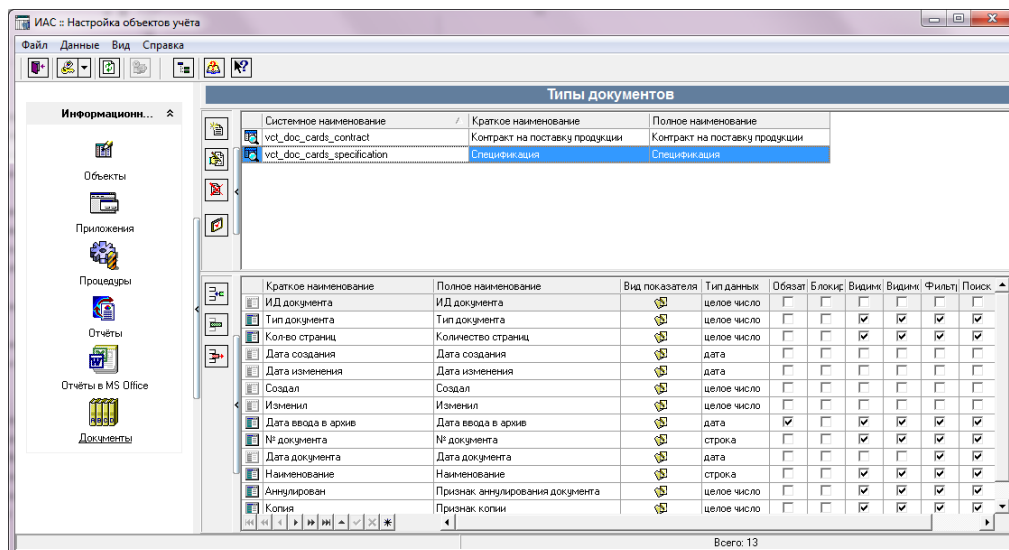 ИАС :: Настройка объектов учёта
Файл Данные Вид Справка
Типы документов
Информационн...
Объекты
Приложения
Процедуры
Отчёты
Отчёты в MS Office
Документы
Системное наименование Краткое наименование Полное наименование
vct_doc_cards_contract Контракт на поставку продукции Контракт на поставку продукции
vct_doc_cards_specification Спецификация Спецификация
Краткое наименование Полное наименование Вид показателя Тип данных Обязат Блокир Видимо Видимо Фильтр Поиск
ИД документа ИД документа целое число
Тип документа Тип документа целое число
Кол-во страниц Количество страниц целое число
Дата создания Дата создания дата
Дата изменения Дата изменения дата
Создал Создал целое число
Изменил Изменил целое число
Дата ввода в архив Дата ввода в архив дата
№ документа № документа строка
Дата документа Дата документа дата
Наименование Наименование строка
Аннулирован Признак аннулирования документа целое число
Копия Признак копии целое число
Всего: 13